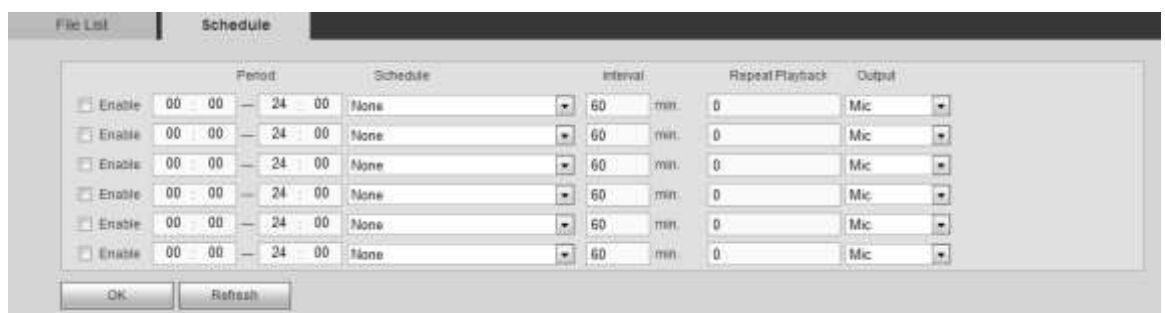 File List Schedule
Period Schedule Interval Repeat Playback Output
Enable 00 : 00 — 24 : 00 None 60 min. 0 Mic
Enable 00 : 00 — 24 : 00 None 60 min. 0 Mic
Enable 00 : 00 — 24 : 00 None 60 min. 0 Mic
Enable 00 : 00 — 24 : 00 None 60 min. 0 Mic
Enable 00 : 00 — 24 : 00 None 60 min. 0 Mic
Enable 00 : 00 — 24 : 00 None 60 min. 0 Mic
OK Refresh